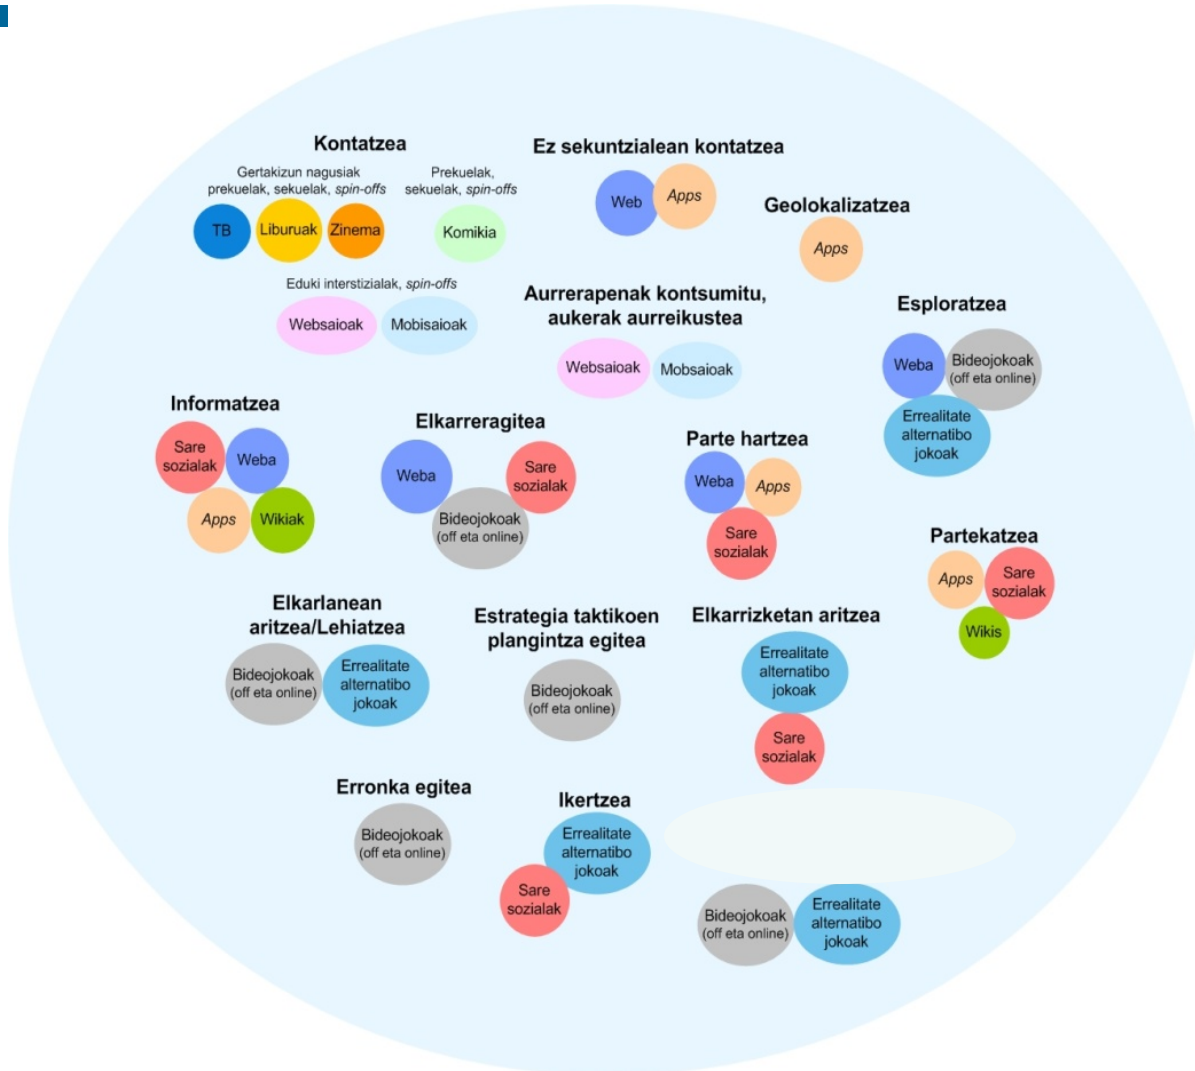 Kontatzea
Gertakizun nagusiak
prekuelak, sekuelak, spin-offs
Prekuelak,
sekuelak, spin-offs
TB
Liburuak
Zinema
Komikia
Eduki interstizialak, spin-offs
Websaioak
Mobisaioak
Ez sekuntzialean kontatzea
Web
Apps
Geolokalizatzea
Apps
Aurrerapenak kontsumitu,
aukerak aurreikustea
Websaioak
Mobsaioak
Esploratzea
Weba
Bideojokoak
(off eta online)
Errealitate
alternatibo
jokoak
Informatzea
Sare
sozialak
Weba
Apps
Wikiak
Elkarreragitea
Weba
Sare
sozialak
Bideojokoak
(off eta online)
Parte hartzea
Weba
Apps
Sare
sozialak
Partekatzea
Apps
Sare
sozialak
Wikis
Elkarlanean
aritzea/Lehiatzea
Bideojokoak
(off eta online)
Errealitate
alternatibo
jokoak
Estrategia taktikoen
plangintza egitea
Bideojokoak
(off eta online)
Elkarrizketan aritzea
Errealitate
alternatibo
jokoak
Sare
sozialak
Erronka egitea
Bideojokoak
(off eta online)
Ikertzea
Errealitate
alternatibo
jokoak
Sare
sozialak
Bideojokoak
(off eta online)
Errealitate
alternatibo
jokoak